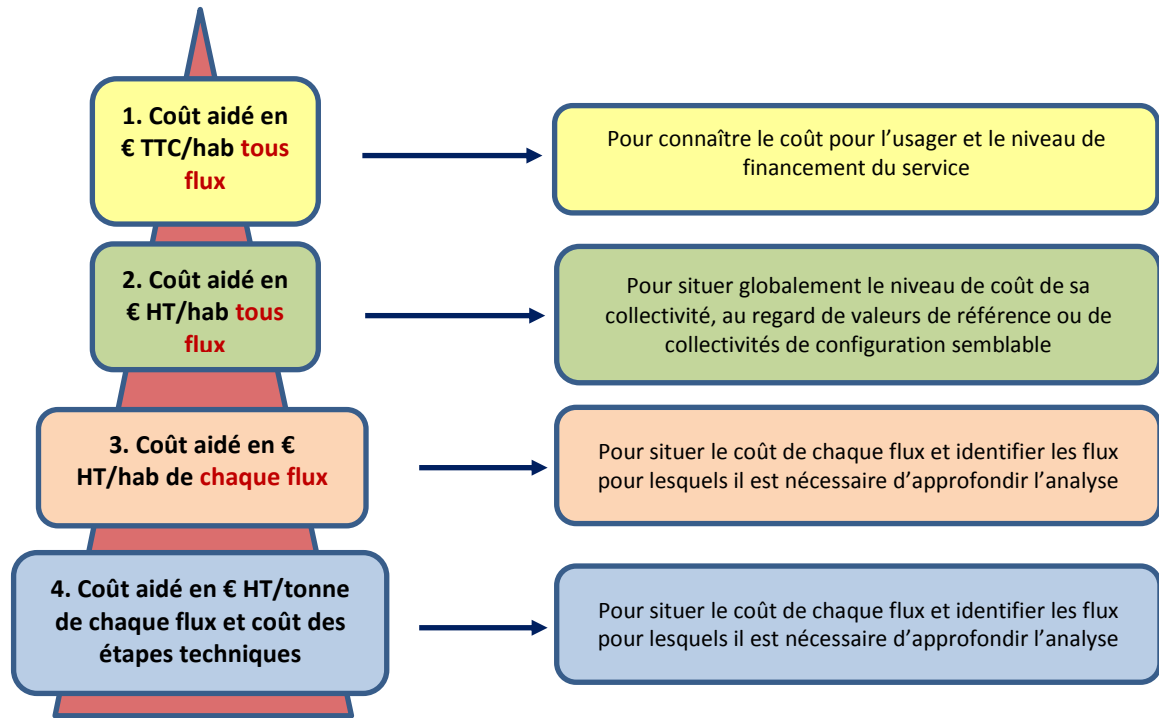 1. Coût aidé en
€ TTC/hab tous
flux
Pour connaître le coût pour l’usager et le niveau de
financement du service
2. Coût aidé en
€ HT/hab tous
flux
Pour situer globalement le niveau de coût de sa
collectivité, au regard de valeurs de référence ou de
collectivités de configuration semblable
3. Coût aidé en €
HT/hab de chaque flux
Pour situer le coût de chaque flux et identifier les flux
pour lesquels il est nécessaire d’approfondir l’analyse
4. Coût aidé en € HT/tonne
de chaque flux et coût des
étapes techniques
Pour situer le coût de chaque flux et identifier les flux
pour lesquels il est nécessaire d’approfondir l’analyse